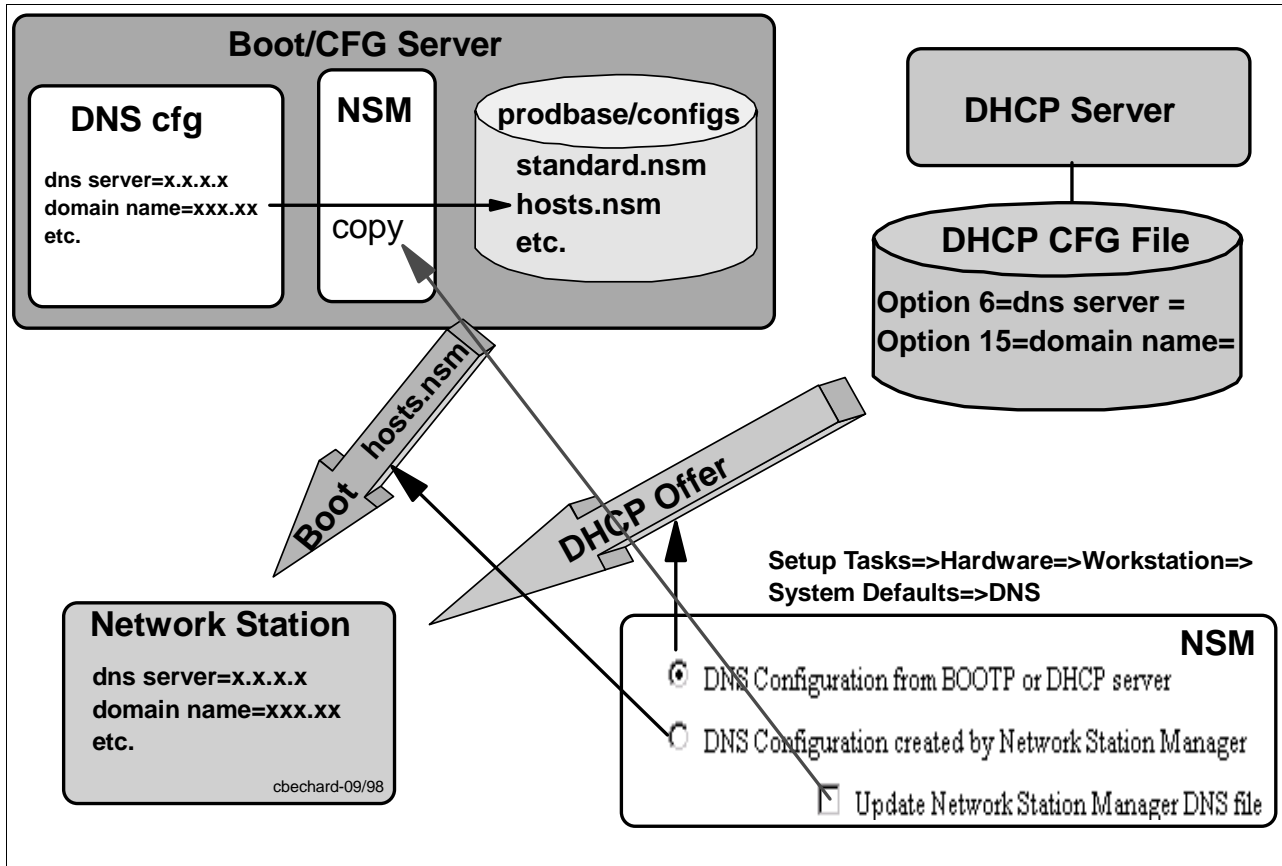 Boot/CFG Server
DNS cfg
dns server=x.x.x.x
domain name=xxx.xx
etc.
NSM
copy
prodbase/configs
standard.nsm
hosts.nsm
etc.
DHCP Server
DHCP CFG File
Option 6=dns server =
Option 15=domain name=
Boot hosts.nsm
DHCP Offer
Setup Tasks=>Hardware=>Workstation=>
System Defaults=>DNS
Network Station
dns server=x.x.x.x
domain name=xxx.xx
etc.
cbechard-09/98
NSM
DNS Configuration from BOOTP or DHCP server
DNS Configuration created by Network Station Manager
Update Network Station Manager DNS file